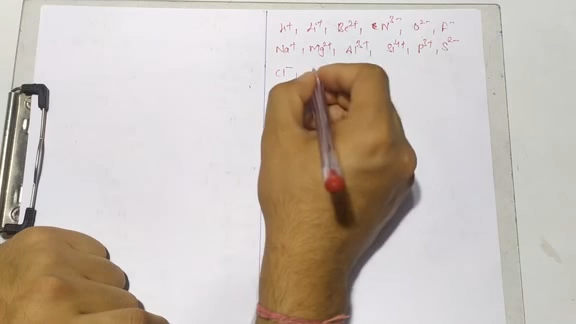 H⁺, Li⁺, Be²⁺, N³⁻, O²⁻, F⁻
Na⁺, Mg²⁺, Al³⁺, Si⁴⁺, P³⁺, S²⁻
Cl⁻,